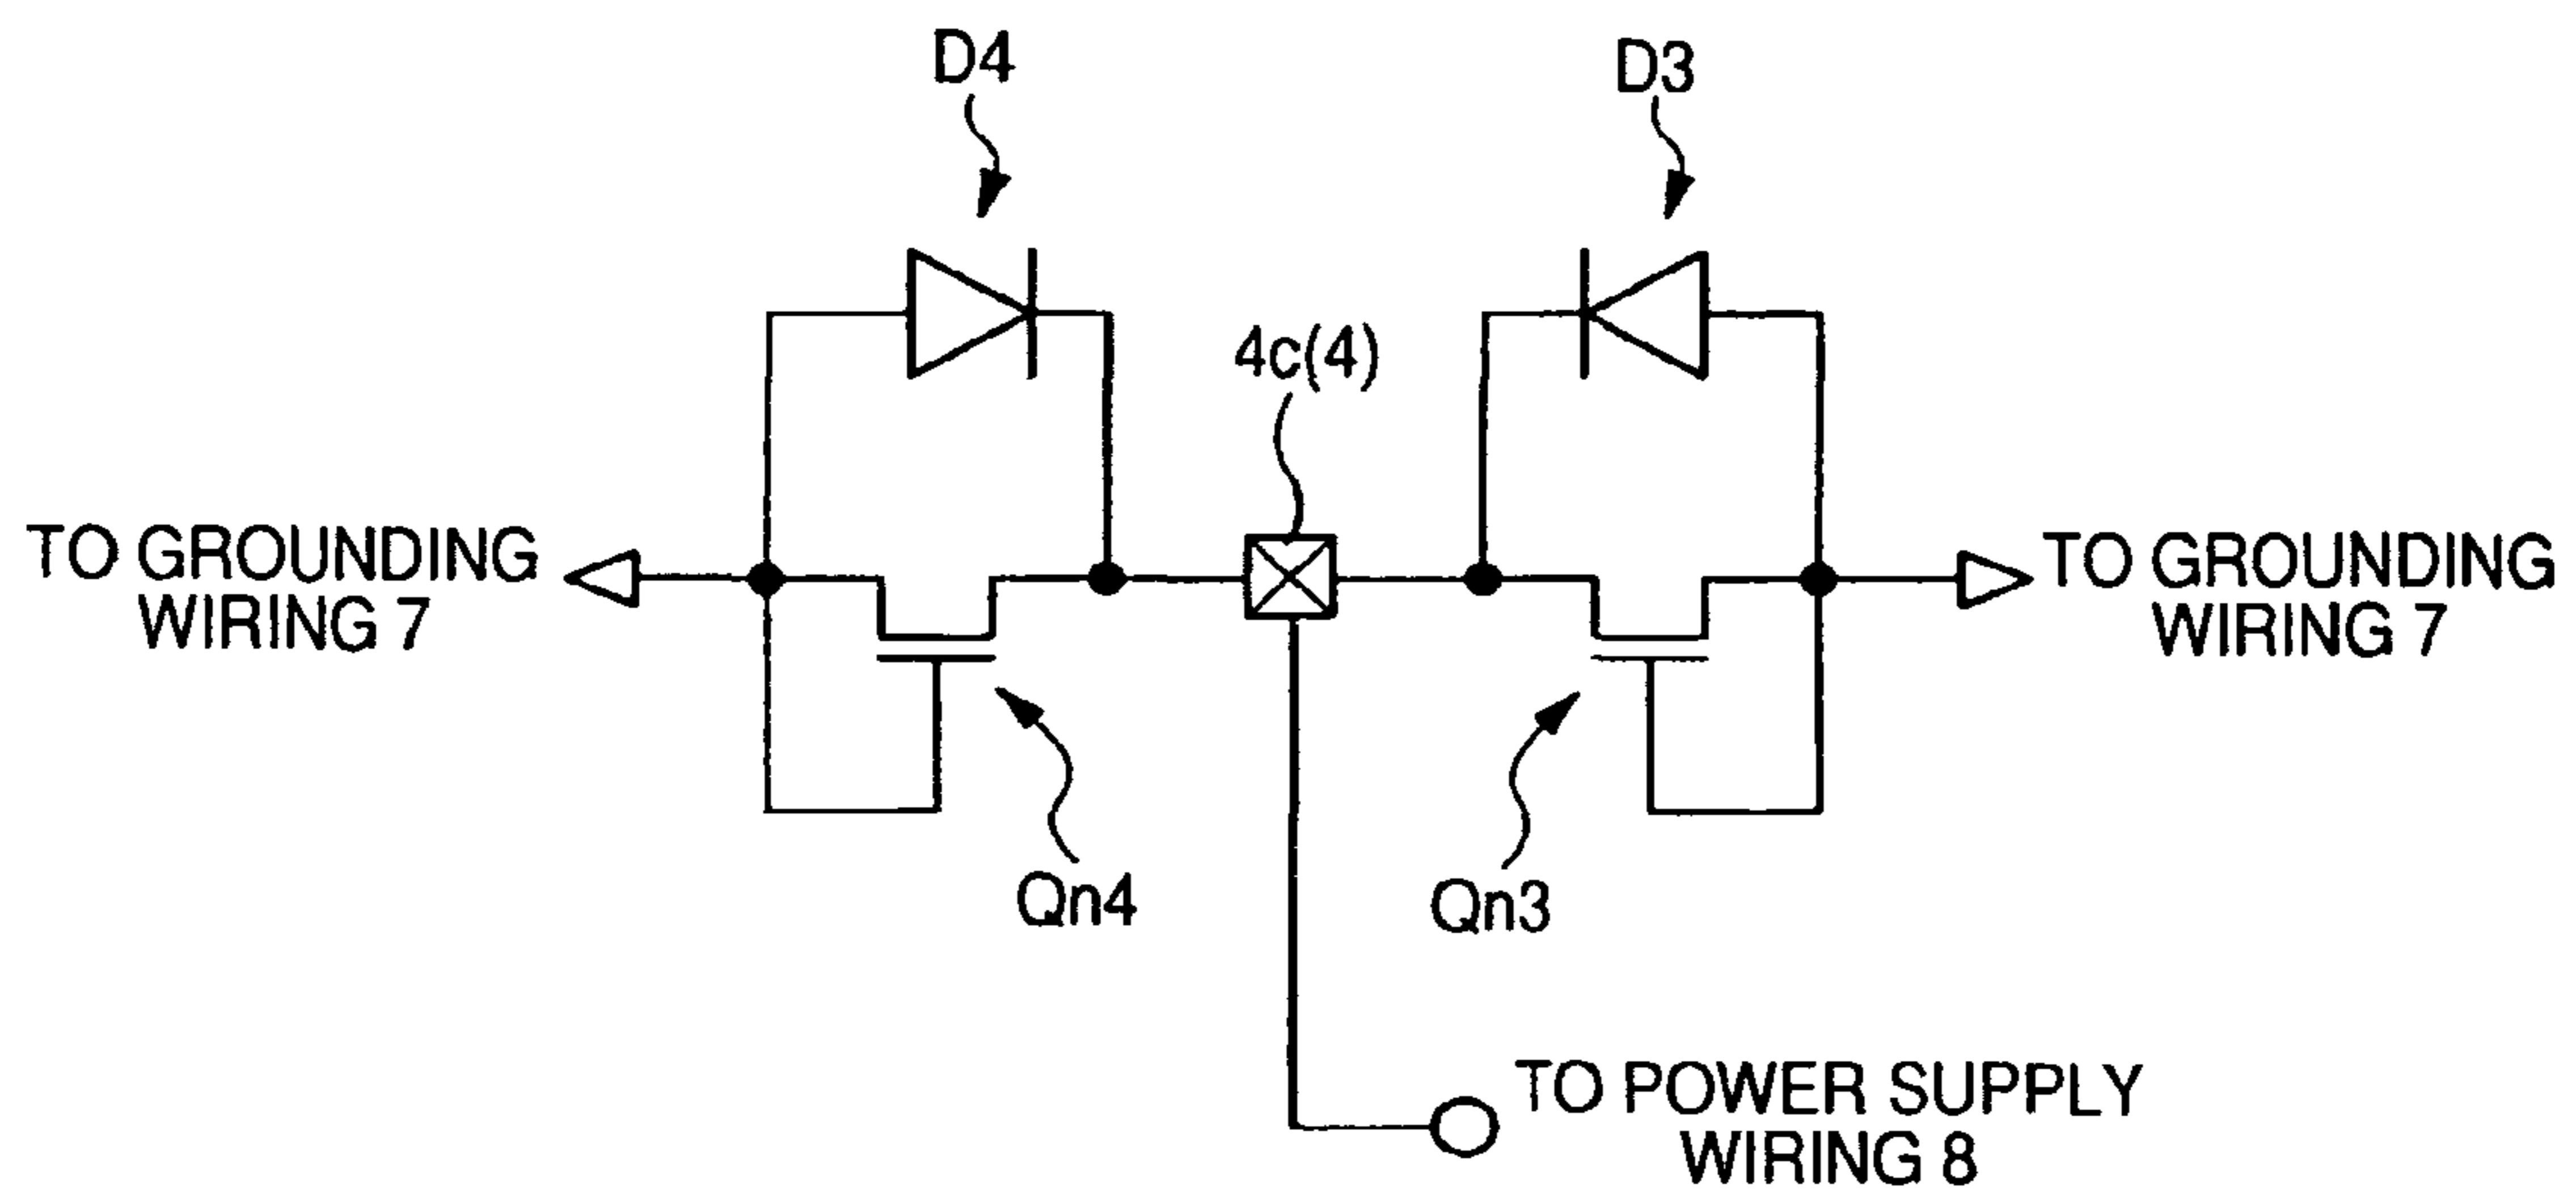 D4
D3
4c(4)
TO GROUNDING
WIRING 7
TO GROUNDING
WIRING 7
Qn4
Qn3
TO POWER SUPPLY
WIRING 8